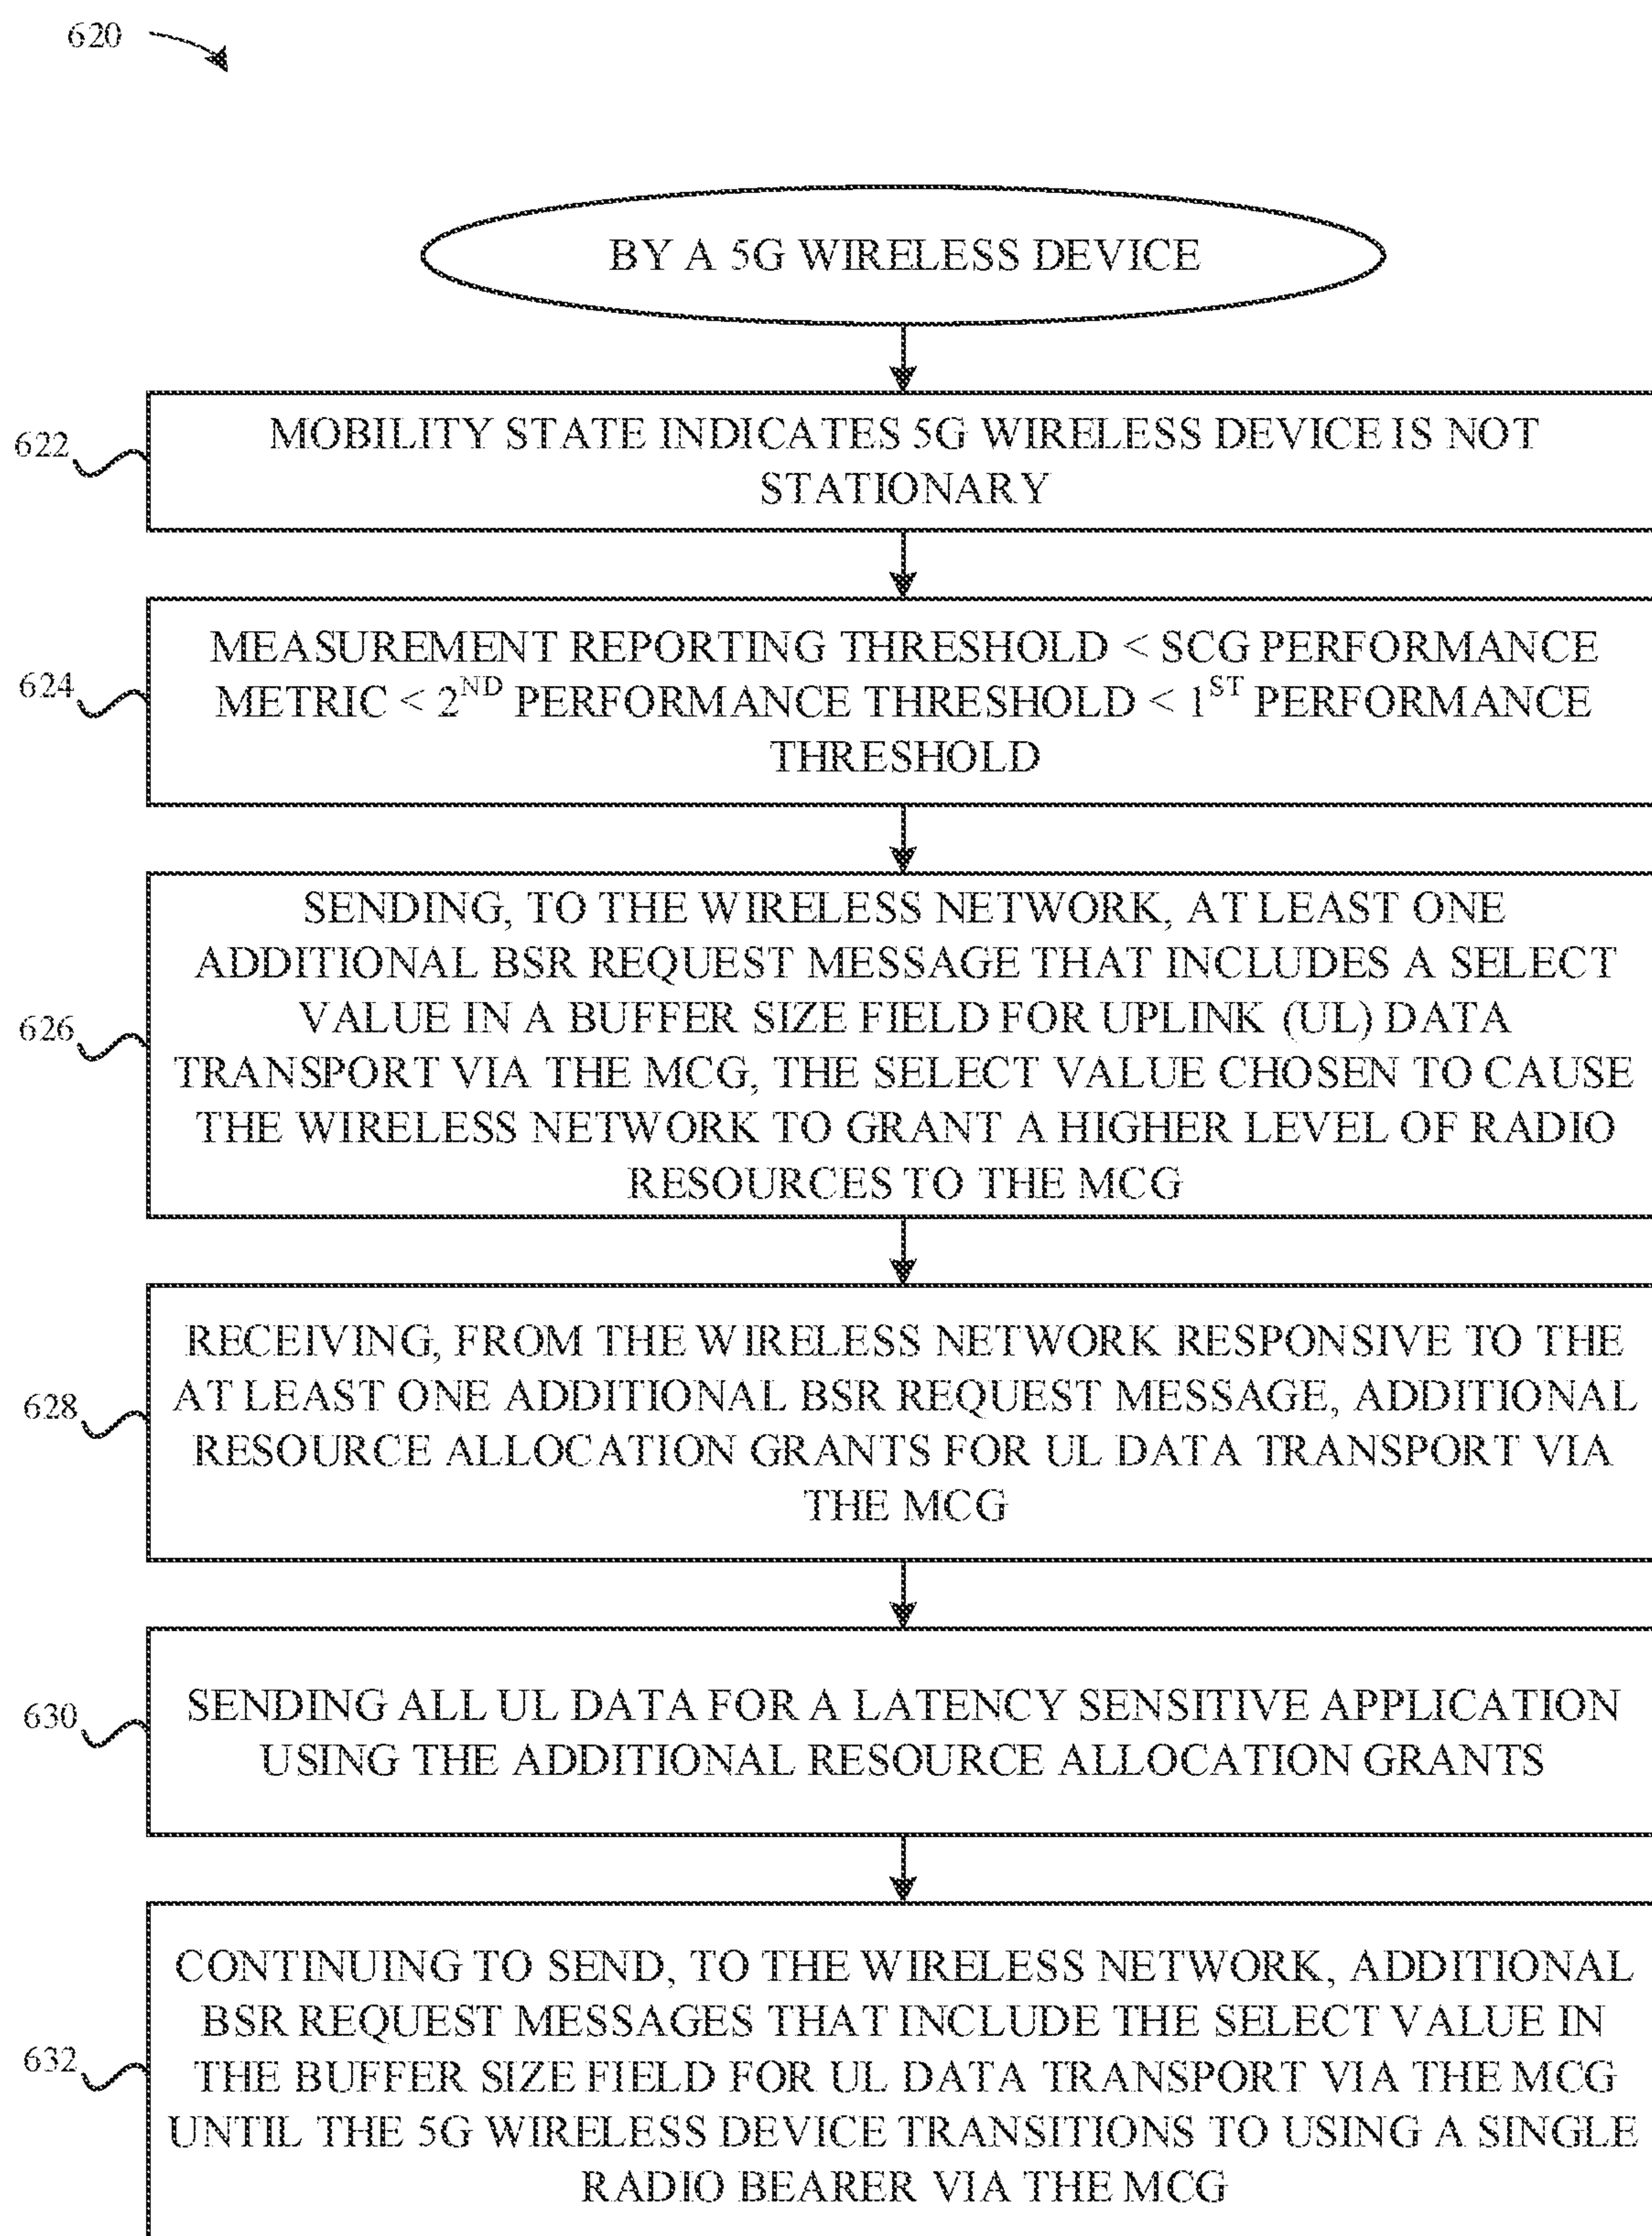 620
BY A 5G WIRELESS DEVICE
622
MOBILITY STATE INDICATES 5G WIRELESS DEVICE IS NOT
STATIONARY
624
MEASUREMENT REPORTING THRESHOLD < SCG PERFORMANCE
METRIC < 2ND PERFORMANCE THRESHOLD < 1ST PERFORMANCE
THRESHOLD
626
SENDING, TO THE WIRELESS NETWORK, AT LEAST ONE
ADDITIONAL BSR REQUEST MESSAGE THAT INCLUDES A SELECT
VALUE IN A BUFFER SIZE FIELD FOR UPLINK (UL) DATA
TRANSPORT VIA THE MCG, THE SELECT VALUE CHOSEN TO CAUSE
THE WIRELESS NETWORK TO GRANT A HIGHER LEVEL OF RADIO
RESOURCES TO THE MCG
628
RECEIVING, FROM THE WIRELESS NETWORK RESPONSIVE TO THE
AT LEAST ONE ADDITIONAL BSR REQUEST MESSAGE, ADDITIONAL
RESOURCE ALLOCATION GRANTS FOR UL DATA TRANSPORT VIA
THE MCG
630
SENDING ALL UL DATA FOR A LATENCY SENSITIVE APPLICATION
USING THE ADDITIONAL RESOURCE ALLOCATION GRANTS
632
CONTINUING TO SEND, TO THE WIRELESS NETWORK, ADDITIONAL
BSR REQUEST MESSAGES THAT INCLUDE THE SELECT VALUE IN
THE BUFFER SIZE FIELD FOR UL DATA TRANSPORT VIA THE MCG
UNTIL THE 5G WIRELESS DEVICE TRANSITIONS TO USING A SINGLE
RADIO BEARER VIA THE MCG